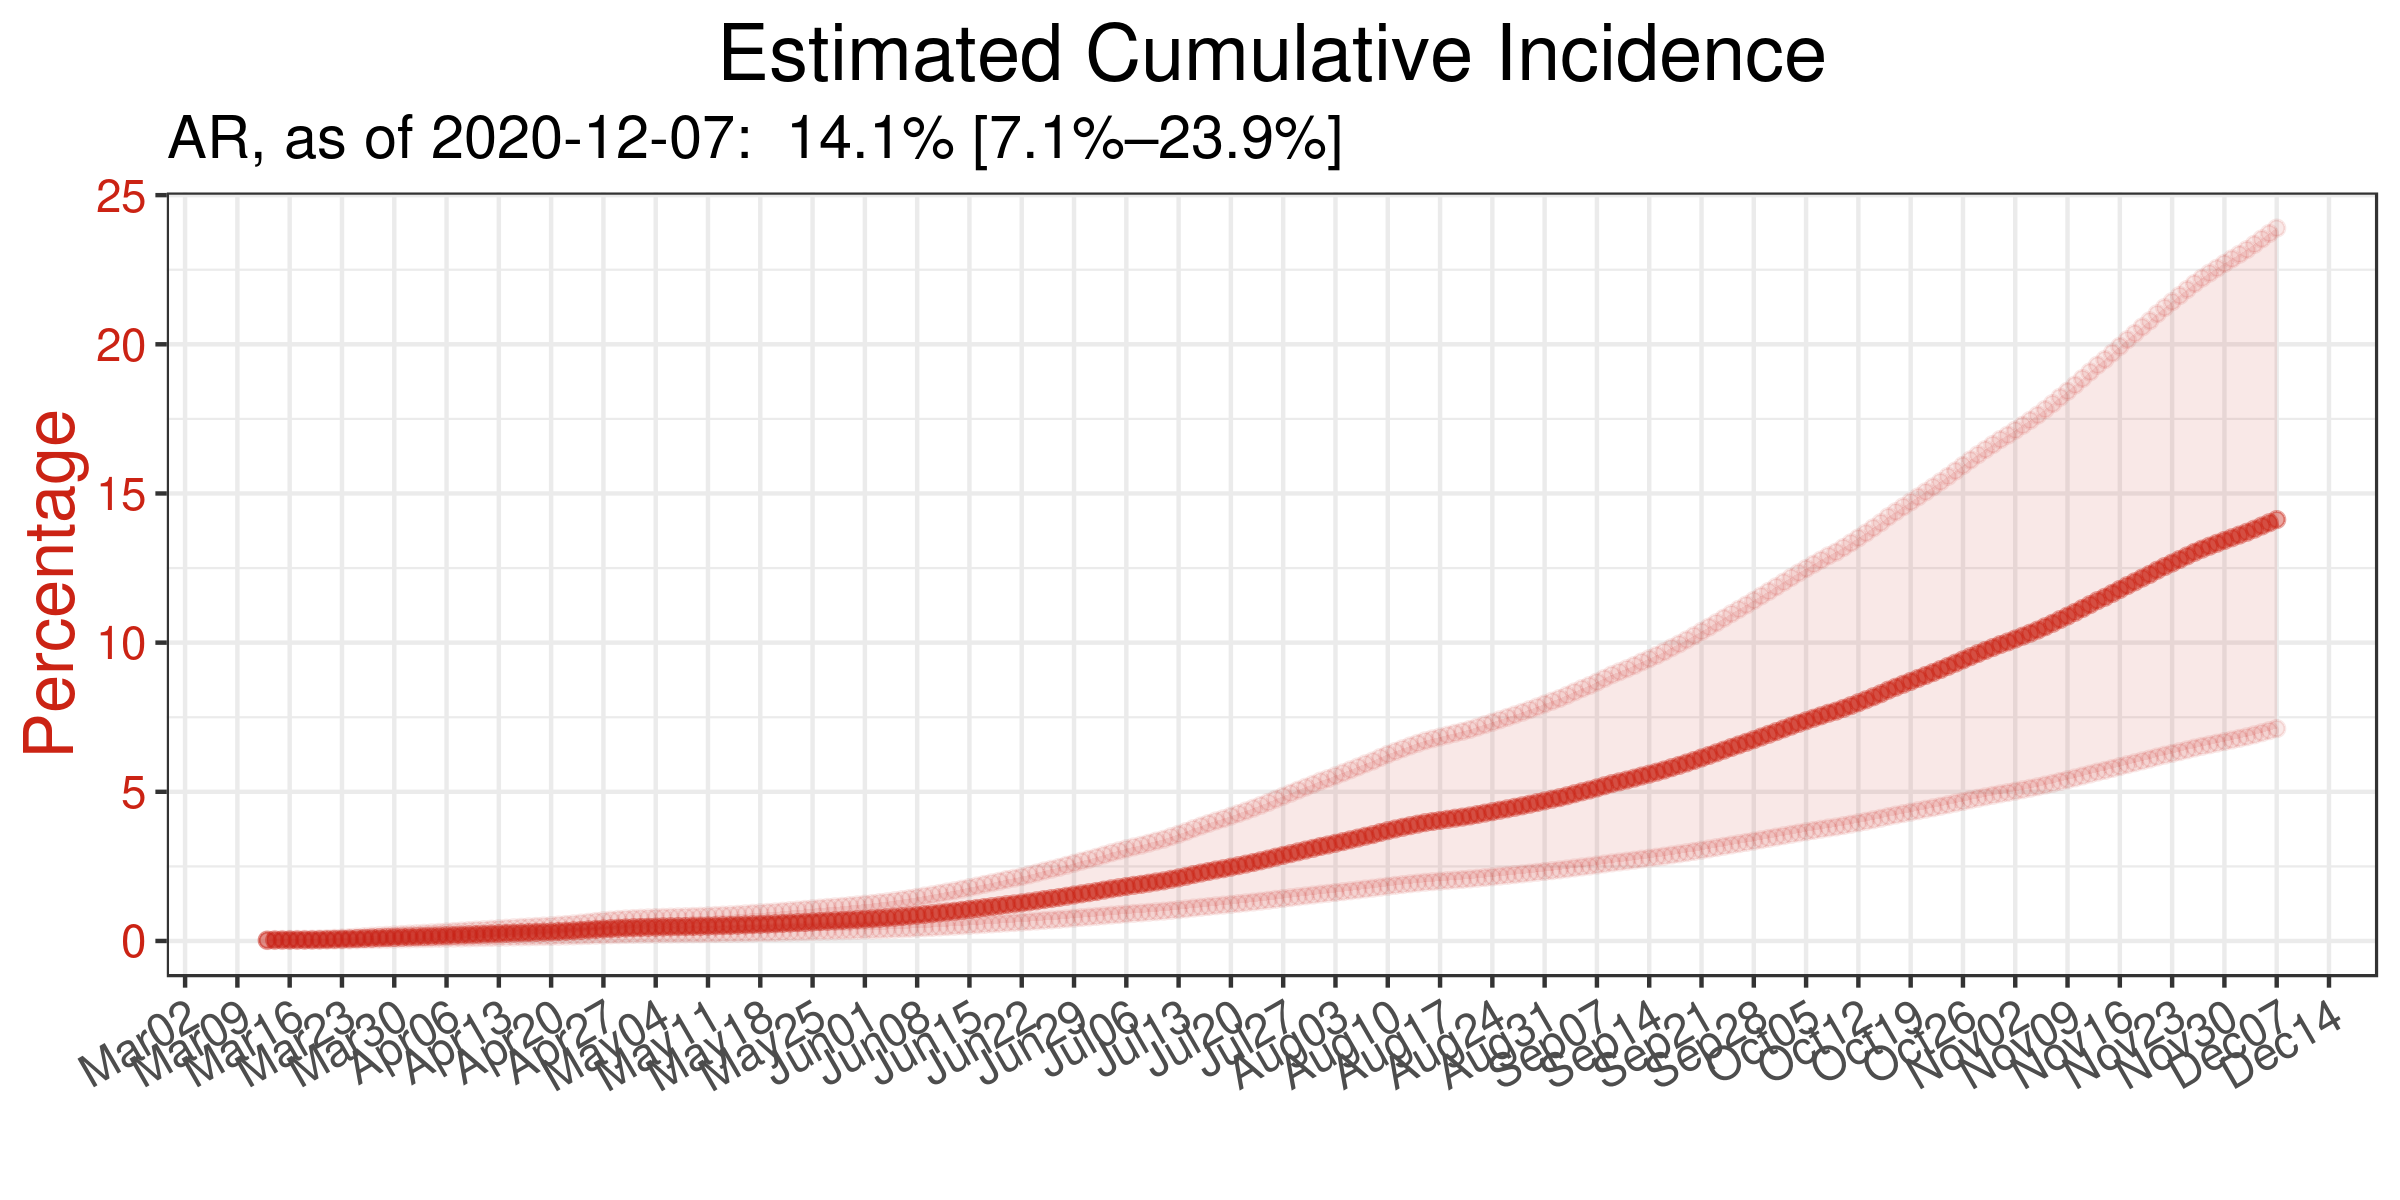 Estimated Cumulative Incidence
AR, as of 2020-12-07:  14.1% [7.1%–23.9%]
Percentage
25
20
15
10
5
0
Mar02
Mar09
Mar16
Mar23
Mar30
Apr06
Apr13
Apr20
Apr27
May04
May11
May18
May25
Jun01
Jun08
Jun15
Jun22
Jun29
Jul06
Jul13
Jul20
Jul27
Aug03
Aug10
Aug17
Aug24
Aug31
Sep07
Sep14
Sep21
Sep28
Oct05
Oct12
Oct19
Oct26
Nov02
Nov09
Nov16
Nov23
Nov30
Dec07
Dec14